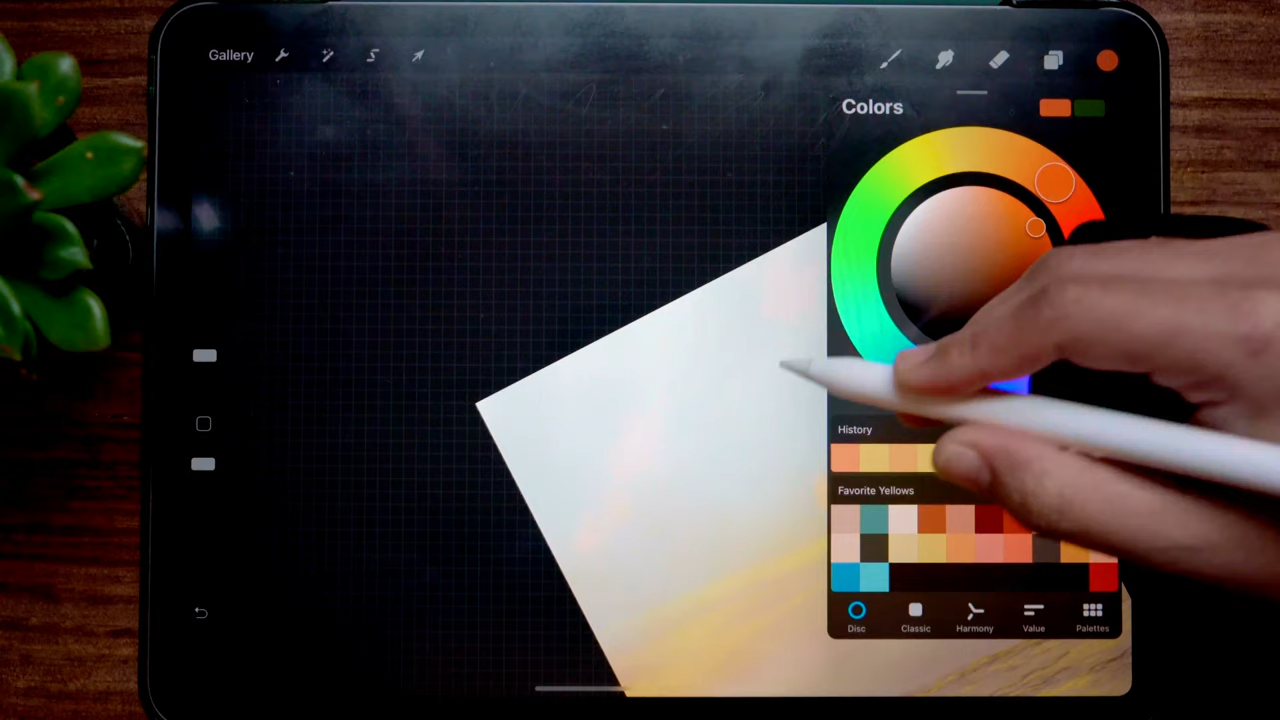 Gallery
Colors
History
Favorite Yellows
Disc Classic Harmony Value Palettes